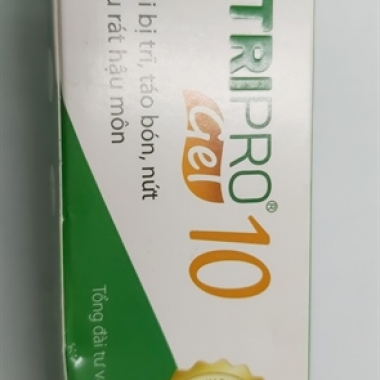 TRIPRO® 10
Gel
i bị trĩ, táo bón, nứt
rát hậu môn
Tổng đài tư v